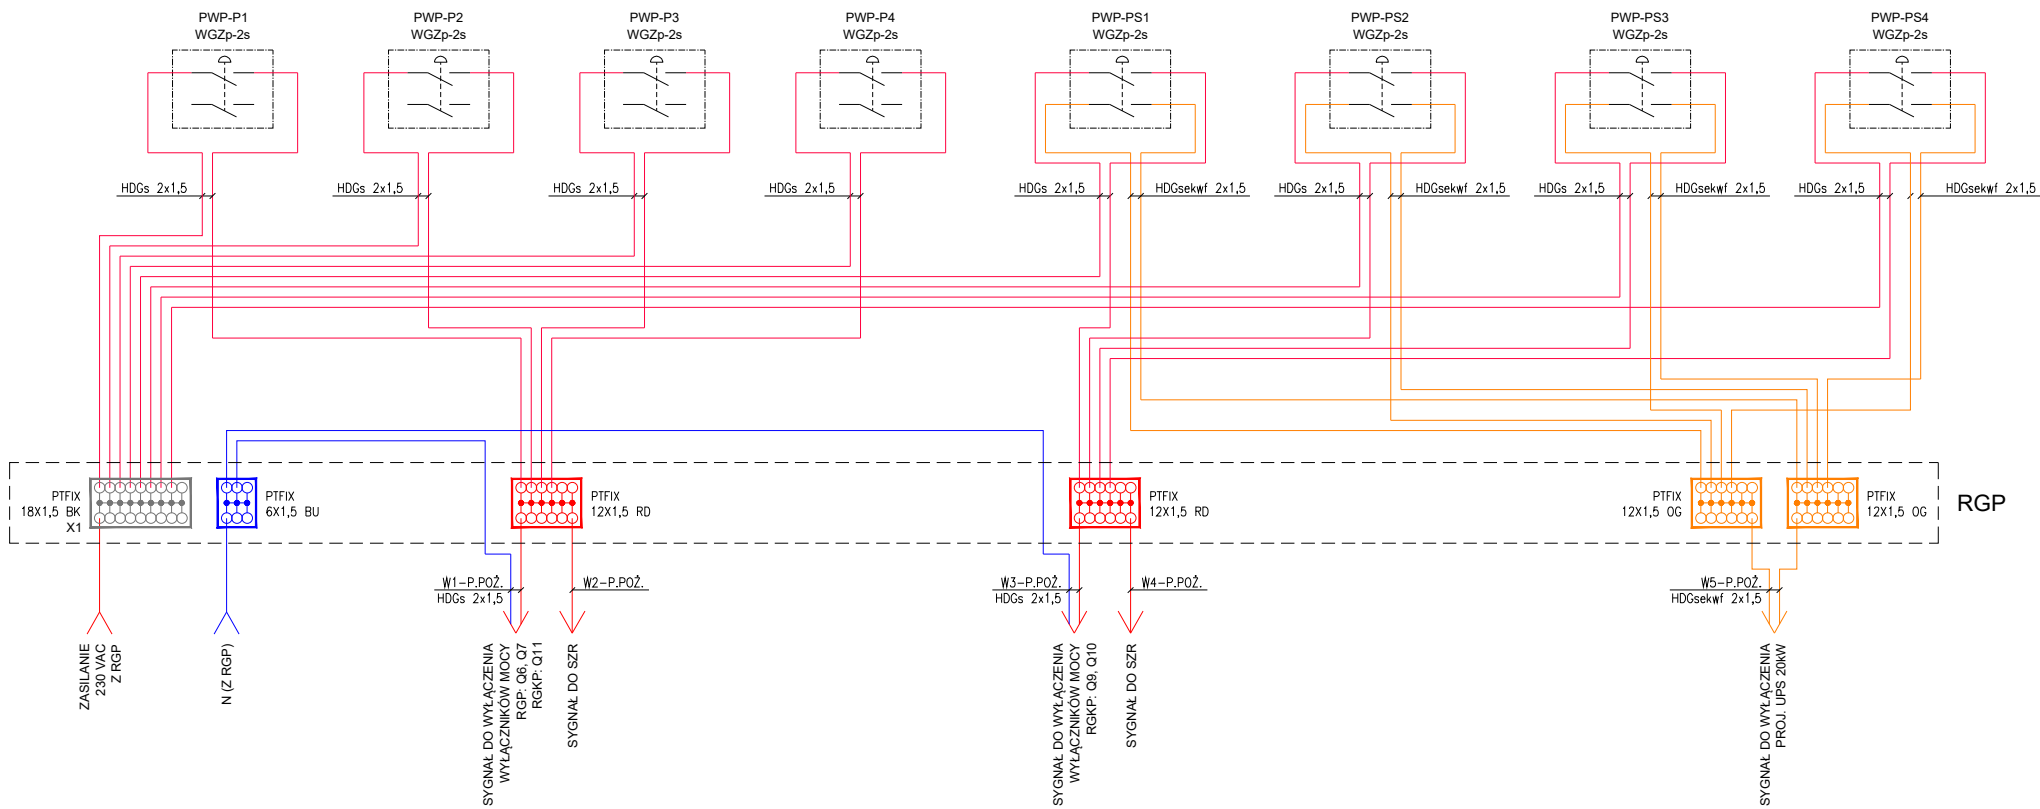 PWP-P1
WGZp-2s
PWP-P2
WGZp-2s
PWP-P3
WGZp-2s
PWP-P4
WGZp-2s
PWP-PS1
WGZp-2s
PWP-PS2
WGZp-2s
PWP-PS3
WGZp-2s
PWP-PS4
WGZp-2s
HDGs 2x1,5
HDGs 2x1,5
HDGs 2x1,5
HDGs 2x1,5
HDGs 2x1,5
HDGsekwf 2x1,5
HDGs 2x1,5
HDGsekwf 2x1,5
HDGs 2x1,5
HDGsekwf 2x1,5
HDGs 2x1,5
HDGsekwf 2x1,5
PTFIX
18X1,5 BK
X1
PTFIX
6X1,5 BU
PTFIX
12X1,5 RD
PTFIX
12X1,5 RD
PTFIX
12X1,5 OG
PTFIX
12X1,5 OG
RGP
W1-P.POŻ.
HDGs 2x1,5
W2-P.POŻ.
W3-P.POŻ.
HDGs 2x1,5
W4-P.POŻ.
W5-P.POŻ.
HDGsekwf 2x1,5
ZASILANIE
230 VAC
Z RGP
N (Z RGP)
SYGNAŁ DO WYŁĄCZENIA
WYŁĄCZNIKÓW MOCY
RGP: Q6, Q7
RGKP: Q11
SYGNAŁ DO SZR
SYGNAŁ DO WYŁĄCZENIA
WYŁĄCZNIKÓW MOCY
RGKP: Q9, Q10
SYGNAŁ DO SZR
SYGNAŁ DO WYŁĄCZENIA
PROJ. UPS 20kW